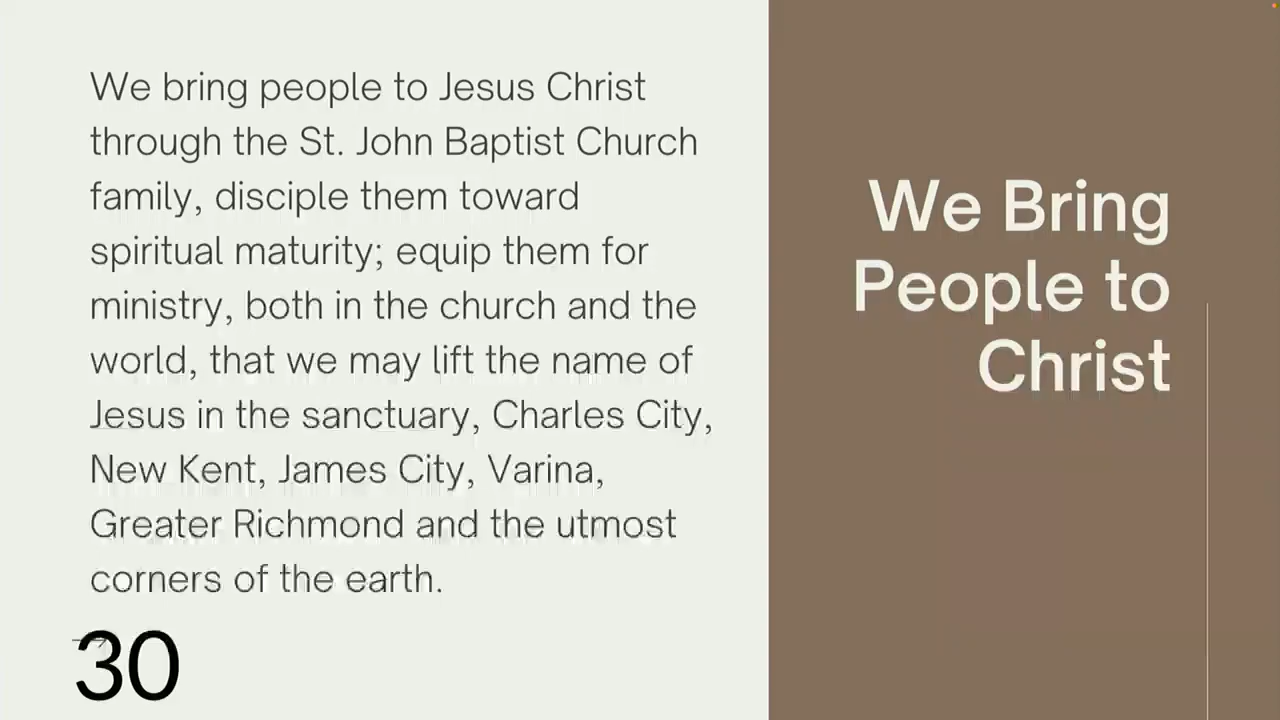 We bring people to Jesus Christ
through the St. John Baptist Church
family, disciple them toward
spiritual maturity; equip them for
ministry, both in the church and the
world, that we may lift the name of
Jesus in the sanctuary, Charles City,
New Kent, James City, Varina,
Greater Richmond and the utmost
corners of the earth.
30
We Bring
People to
Christ